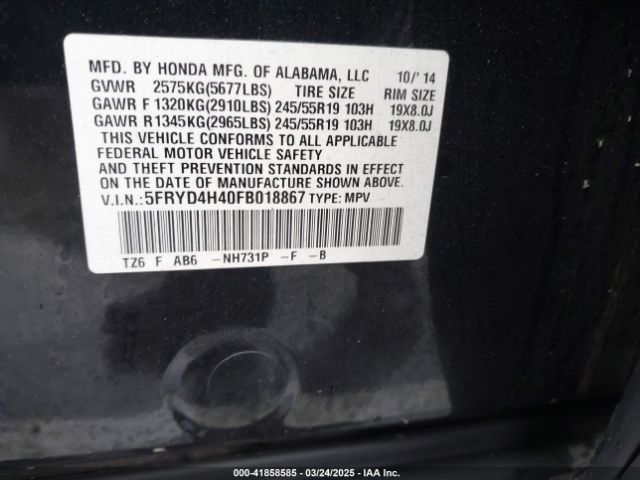 MFD. BY HONDA MFG. OF ALABAMA, LLC 10/' 14
GVWR 2575KG(5677LBS) TIRE SIZE RIM SIZE
GAWR F 1320KG(2910LBS) 245/55R19 103H 19X8.0J
GAWR R 1345KG(2965LBS) 245/55R19 103H 19X8.0J
THIS VEHICLE CONFORMS TO ALL APPLICABLE
FEDERAL MOTOR VEHICLE SAFETY
AND THEFT PREVENTION STANDARDS IN EFFECT
ON THE DATE OF MANUFACTURE SHOWN ABOVE.
V.I.N.: 5FRYD4H40FB018867 TYPE: MPV
TZ6 F AB6 -NH731P -F -B
000-41858585 - 03/24/2025 - IAA Inc.